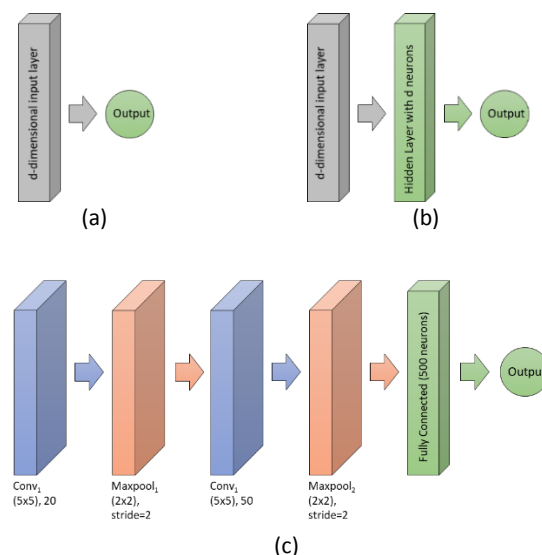 d-dimensional input layer
Output
(a)
d-dimensional input layer
Hidden Layer with d neurons
Output
(b)
Conv1
(5x5), 20
Maxpool1
(2x2),
stride=2
Conv1
(5x5), 50
Maxpool2
(2x2),
stride=2
Fully Connected (500 neurons)
Output
(c)